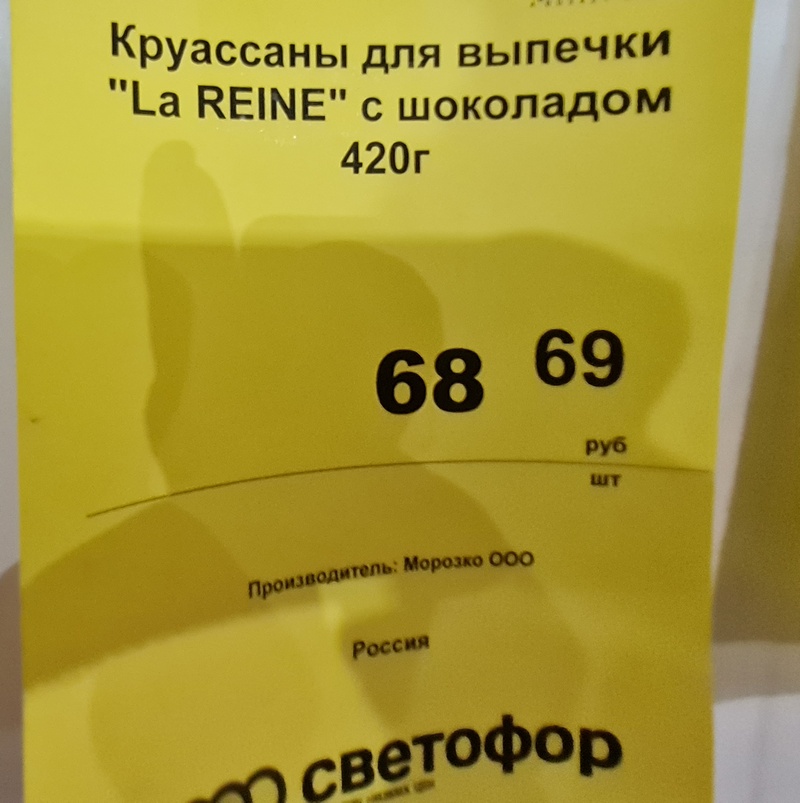 Круассаны для выпечки
"La REINE" с шоколадом
420г
68 69
руб
шт
Производитель: Морозко ООО
Россия
светофор